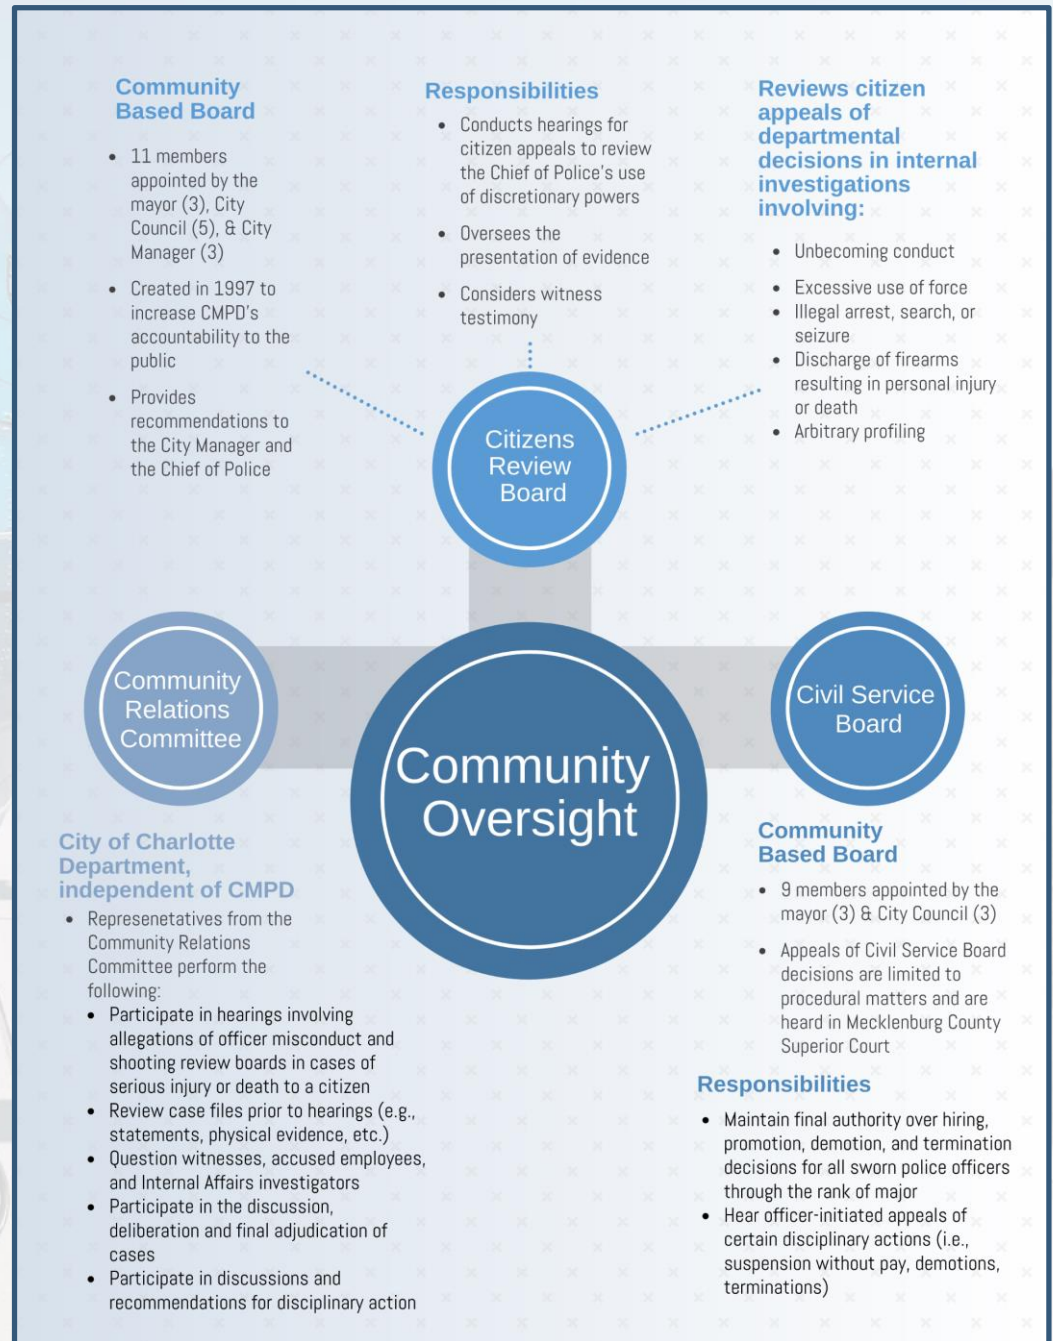 Community
Based Board
• 11 members
appointed by the
mayor (3), City
Council (5), & City
Manager (3)
• Created in 1997 to
increase CMPD's
accountability to the
public
• Provides
recommendations to
the City Manager and
the Chief of Police
Responsibilities
• Conducts hearings for
citizen appeals to review
the Chief of Police's use
of discretionary powers
• Oversees the
presentation of evidence
• Considers witness
testimony
Reviews citizen
appeals of
departmental
decisions in internal
investigations
involving:
• Unbecoming conduct
• Excessive use of force
• Illegal arrest, search, or
seizure
• Discharge of firearms
resulting in personal injury
or death
• Arbitrary profiling
Citizens
Review
Board
Community
Relations
Committee
Community
Oversight
Civil Service
Board
City of Charlotte
Department,
independent of CMPD
• Represenetatives from the
Community Relations
Committee perform the
following:
• Participate in hearings involving
allegations of officer misconduct and
shooting review boards in cases of
serious injury or death to a citizen
• Review case files prior to hearings (e.g.,
statements, physical evidence, etc.)
• Question witnesses, accused employees,
and Internal Affairs investigators
• Participate in the discussion,
deliberation and final adjudication of
cases
• Participate in discussions and
recommendations for disciplinary action
Community
Based Board
• 9 members appointed by the
mayor (3) & City Council (3)
• Appeals of Civil Service Board
decisions are limited to
procedural matters and are
heard in Mecklenburg County
Superior Court
Responsibilities
• Maintain final authority over hiring,
promotion, demotion, and termination
decisions for all sworn police officers
through the rank of major
• Hear officer-initiated appeals of
certain disciplinary actions (i.e.,
suspension without pay, demotions,
terminations)